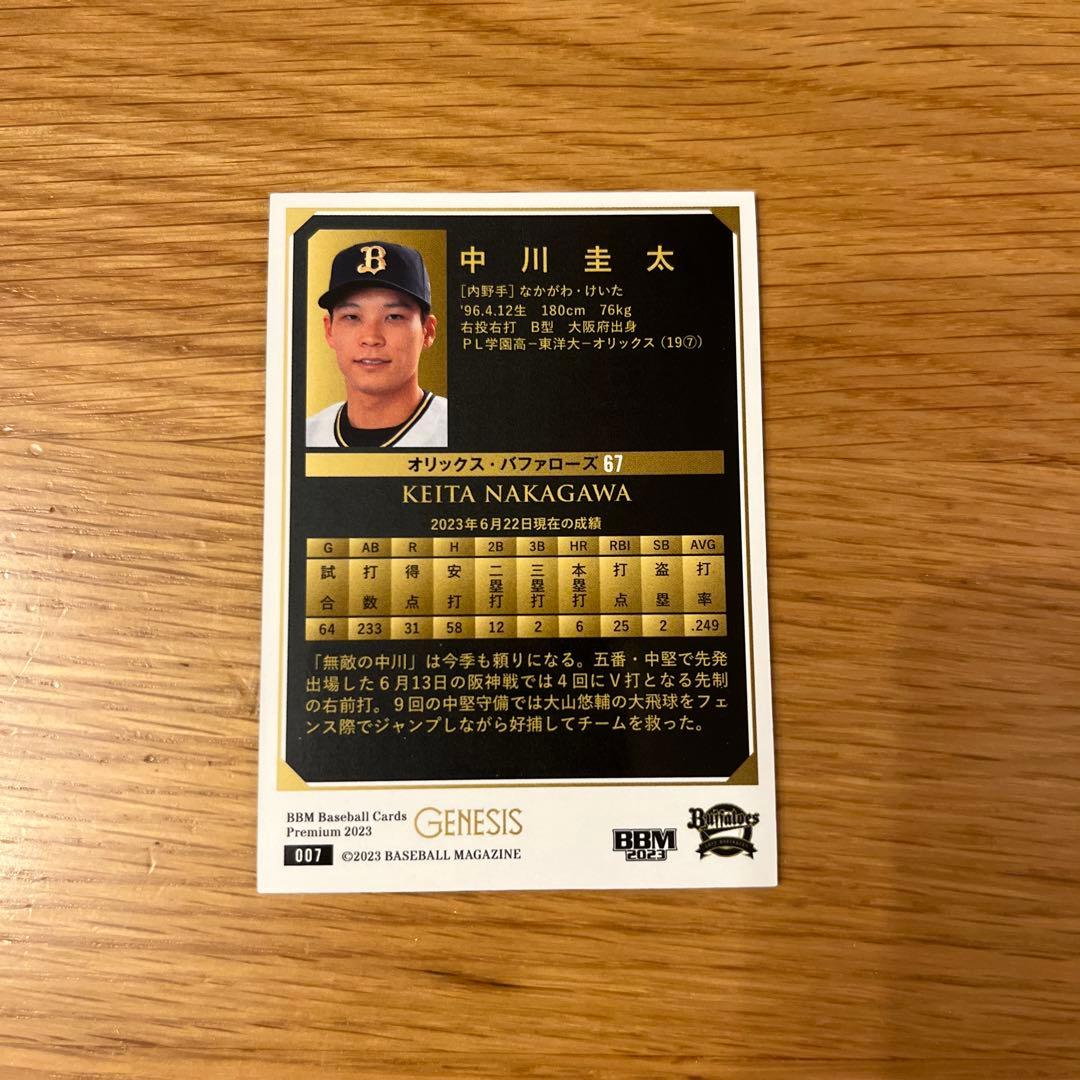 B
中川圭太
[内野手] なかがわ・けいた
'96.4.12生 180cm 76kg
右投右打 B型 大阪府出身
PL学園高-東洋大-オリックス (19⑦)
オリックス・バファローズ 67
KEITA NAKAGAWA
2023年6月22日現在の成績
G AB R H 2B 3B HR RBI SB AVG
試合 打数 得点 安打 二塁打 三塁打 本塁打 打点 盗塁 打率
64 233 31 58 12 2 6 25 2 .249
「無敵の中川」は今季も頼りになる。五番・中堅で先発
出場した6月13日の阪神戦では4回にV打となる先制
の右前打。9回の中堅守備では大山悠輔の大飛球をフェ
ンス際でジャンプしながら好捕してチームを救った。
BBM Baseball Cards
Premium 2023
GENESIS
007 ©2023 BASEBALL MAGAZINE
BBM
2023
Buffaloes